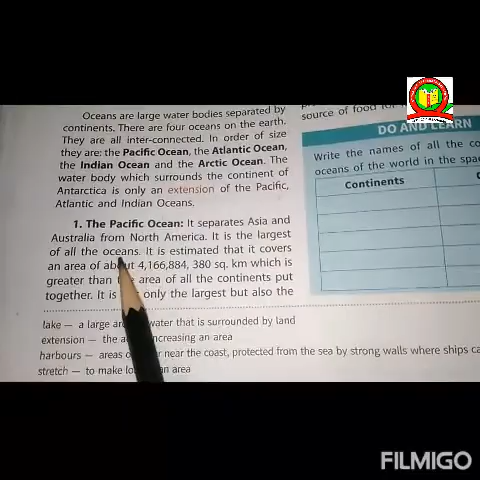 Oceans are large water bodies separated by
continents. There are four oceans on the earth.
They are all inter-connected. In order of size
they are: the Pacific Ocean, the Atlantic Ocean,
the Indian Ocean and the Arctic Ocean. The
water body which surrounds the continent of
Antarctica is only an extension of the Pacific,
Atlantic and Indian Oceans.
1. The Pacific Ocean: It separates Asia and
Australia from North America. It is the largest
of all the oceans. It is estimated that it covers
an area of about 4,166,884, 380 sq. km which is
greater than area of all the continents put
together. It is only the largest but also the
source of food for
DO AND LEARN
Write the names of all the
oceans of the world in the
Continents
lake — a large water that is surrounded by land
extension — the increasing an area
harbours — areas near the coast, protected from the sea by strong walls where ships
stretch — to make an area
FILMIGO